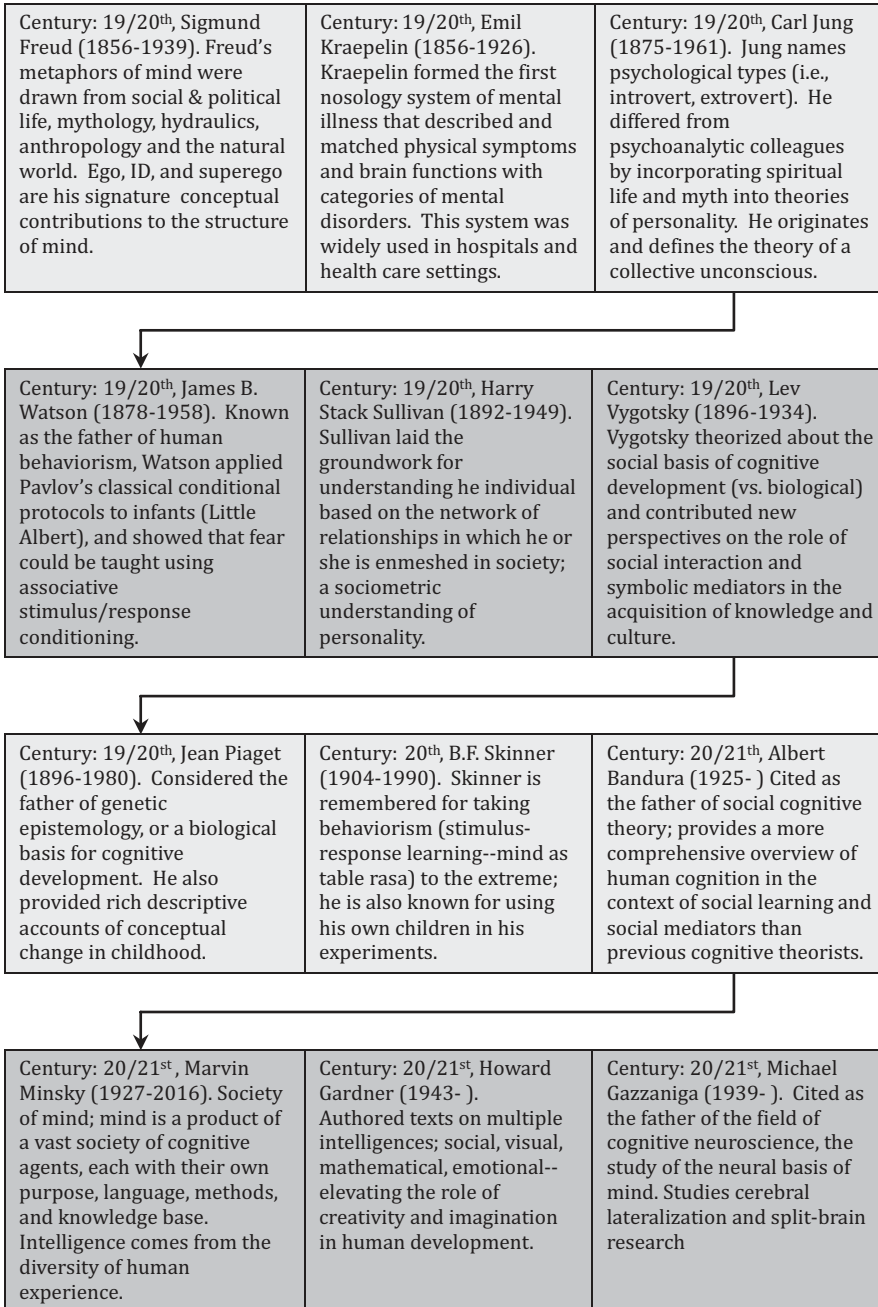 Century: 19/20th, Sigmund
Freud (1856-1939). Freud’s
metaphors of mind were
drawn from social & political
life, mythology, hydraulics,
anthropology and the natural
world. Ego, ID, and superego
are his signature conceptual
contributions to the structure
of mind.
Century: 19/20th, Emil
Kraepelin (1856-1926).
Kraepelin formed the first
nosology system of mental
illness that described and
matched physical symptoms
and brain functions with
categories of mental
disorders. This system was
widely used in hospitals and
health care settings.
Century: 19/20th, Carl Jung
(1875-1961). Jung names
psychological types (i.e.,
introvert, extrovert). He
differed from
psychoanalytic colleagues
by incorporating spiritual
life and myth into theories
of personality. He originates
and defines the theory of a
collective unconscious.
Century: 19/20th, James B.
Watson (1878-1958). Known
as the father of human
behaviorism, Watson applied
Pavlov’s classical conditional
protocols to infants (Little
Albert), and showed that fear
could be taught using
associative
stimulus/response
conditioning.
Century: 19/20th, Harry
Stack Sullivan (1892-1949).
Sullivan laid the
groundwork for
understanding he individual
based on the network of
relationships in which he or
she is enmeshed in society;
a sociometric
understanding of
personality.
Century: 19/20th, Lev
Vygotsky (1896-1934).
Vygotsky theorized about the
social basis of cognitive
development (vs. biological)
and contributed new
perspectives on the role of
social interaction and
symbolic mediators in the
acquisition of knowledge and
culture.
Century: 19/20th, Jean Piaget
(1896-1980). Considered the
father of genetic
epistemology, or a biological
basis for cognitive
development. He also
provided rich descriptive
accounts of conceptual
change in childhood.
Century: 20th, B.F. Skinner
(1904-1990). Skinner is
remembered for taking
behaviorism (stimulus-
response learning--mind as
table rasa) to the extreme;
he is also known for using
his own children in his
experiments.
Century: 20/21th, Albert
Bandura (1925- ) Cited as
the father of social cognitive
theory; provides a more
comprehensive overview of
human cognition in the
context of social learning and
social mediators than
previous cognitive theorists.
Century: 20/21st , Marvin
Minsky (1927-2016). Society
of mind; mind is a product of
a vast society of cognitive
agents, each with their own
purpose, language, methods,
and knowledge base.
Intelligence comes from the
diversity of human
experience.
Century: 20/21st, Howard
Gardner (1943- ).
Authored texts on multiple
intelligences; social, visual,
mathematical, emotional--
elevating the role of
creativity and imagination
in human development.
Century: 20/21st, Michael
Gazzaniga (1939- ). Cited as
the father of the field of
cognitive neuroscience, the
study of the neural basis of
mind. Studies cerebral
lateralization and split-brain
research